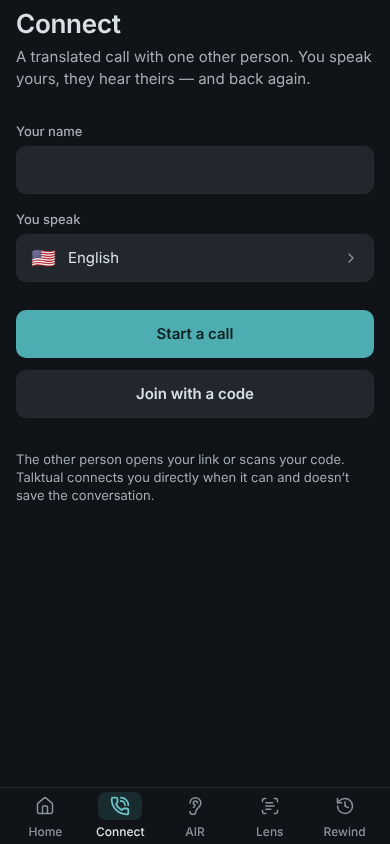 Connect
A translated call with one other person. You speak
yours, they hear theirs — and back again.
Your name
You speak
English
Start a call
Join with a code
The other person opens your link or scans your code.
Talktual connects you directly when it can and doesn’t
save the conversation.
Home
Connect
AIR
Lens
Rewind